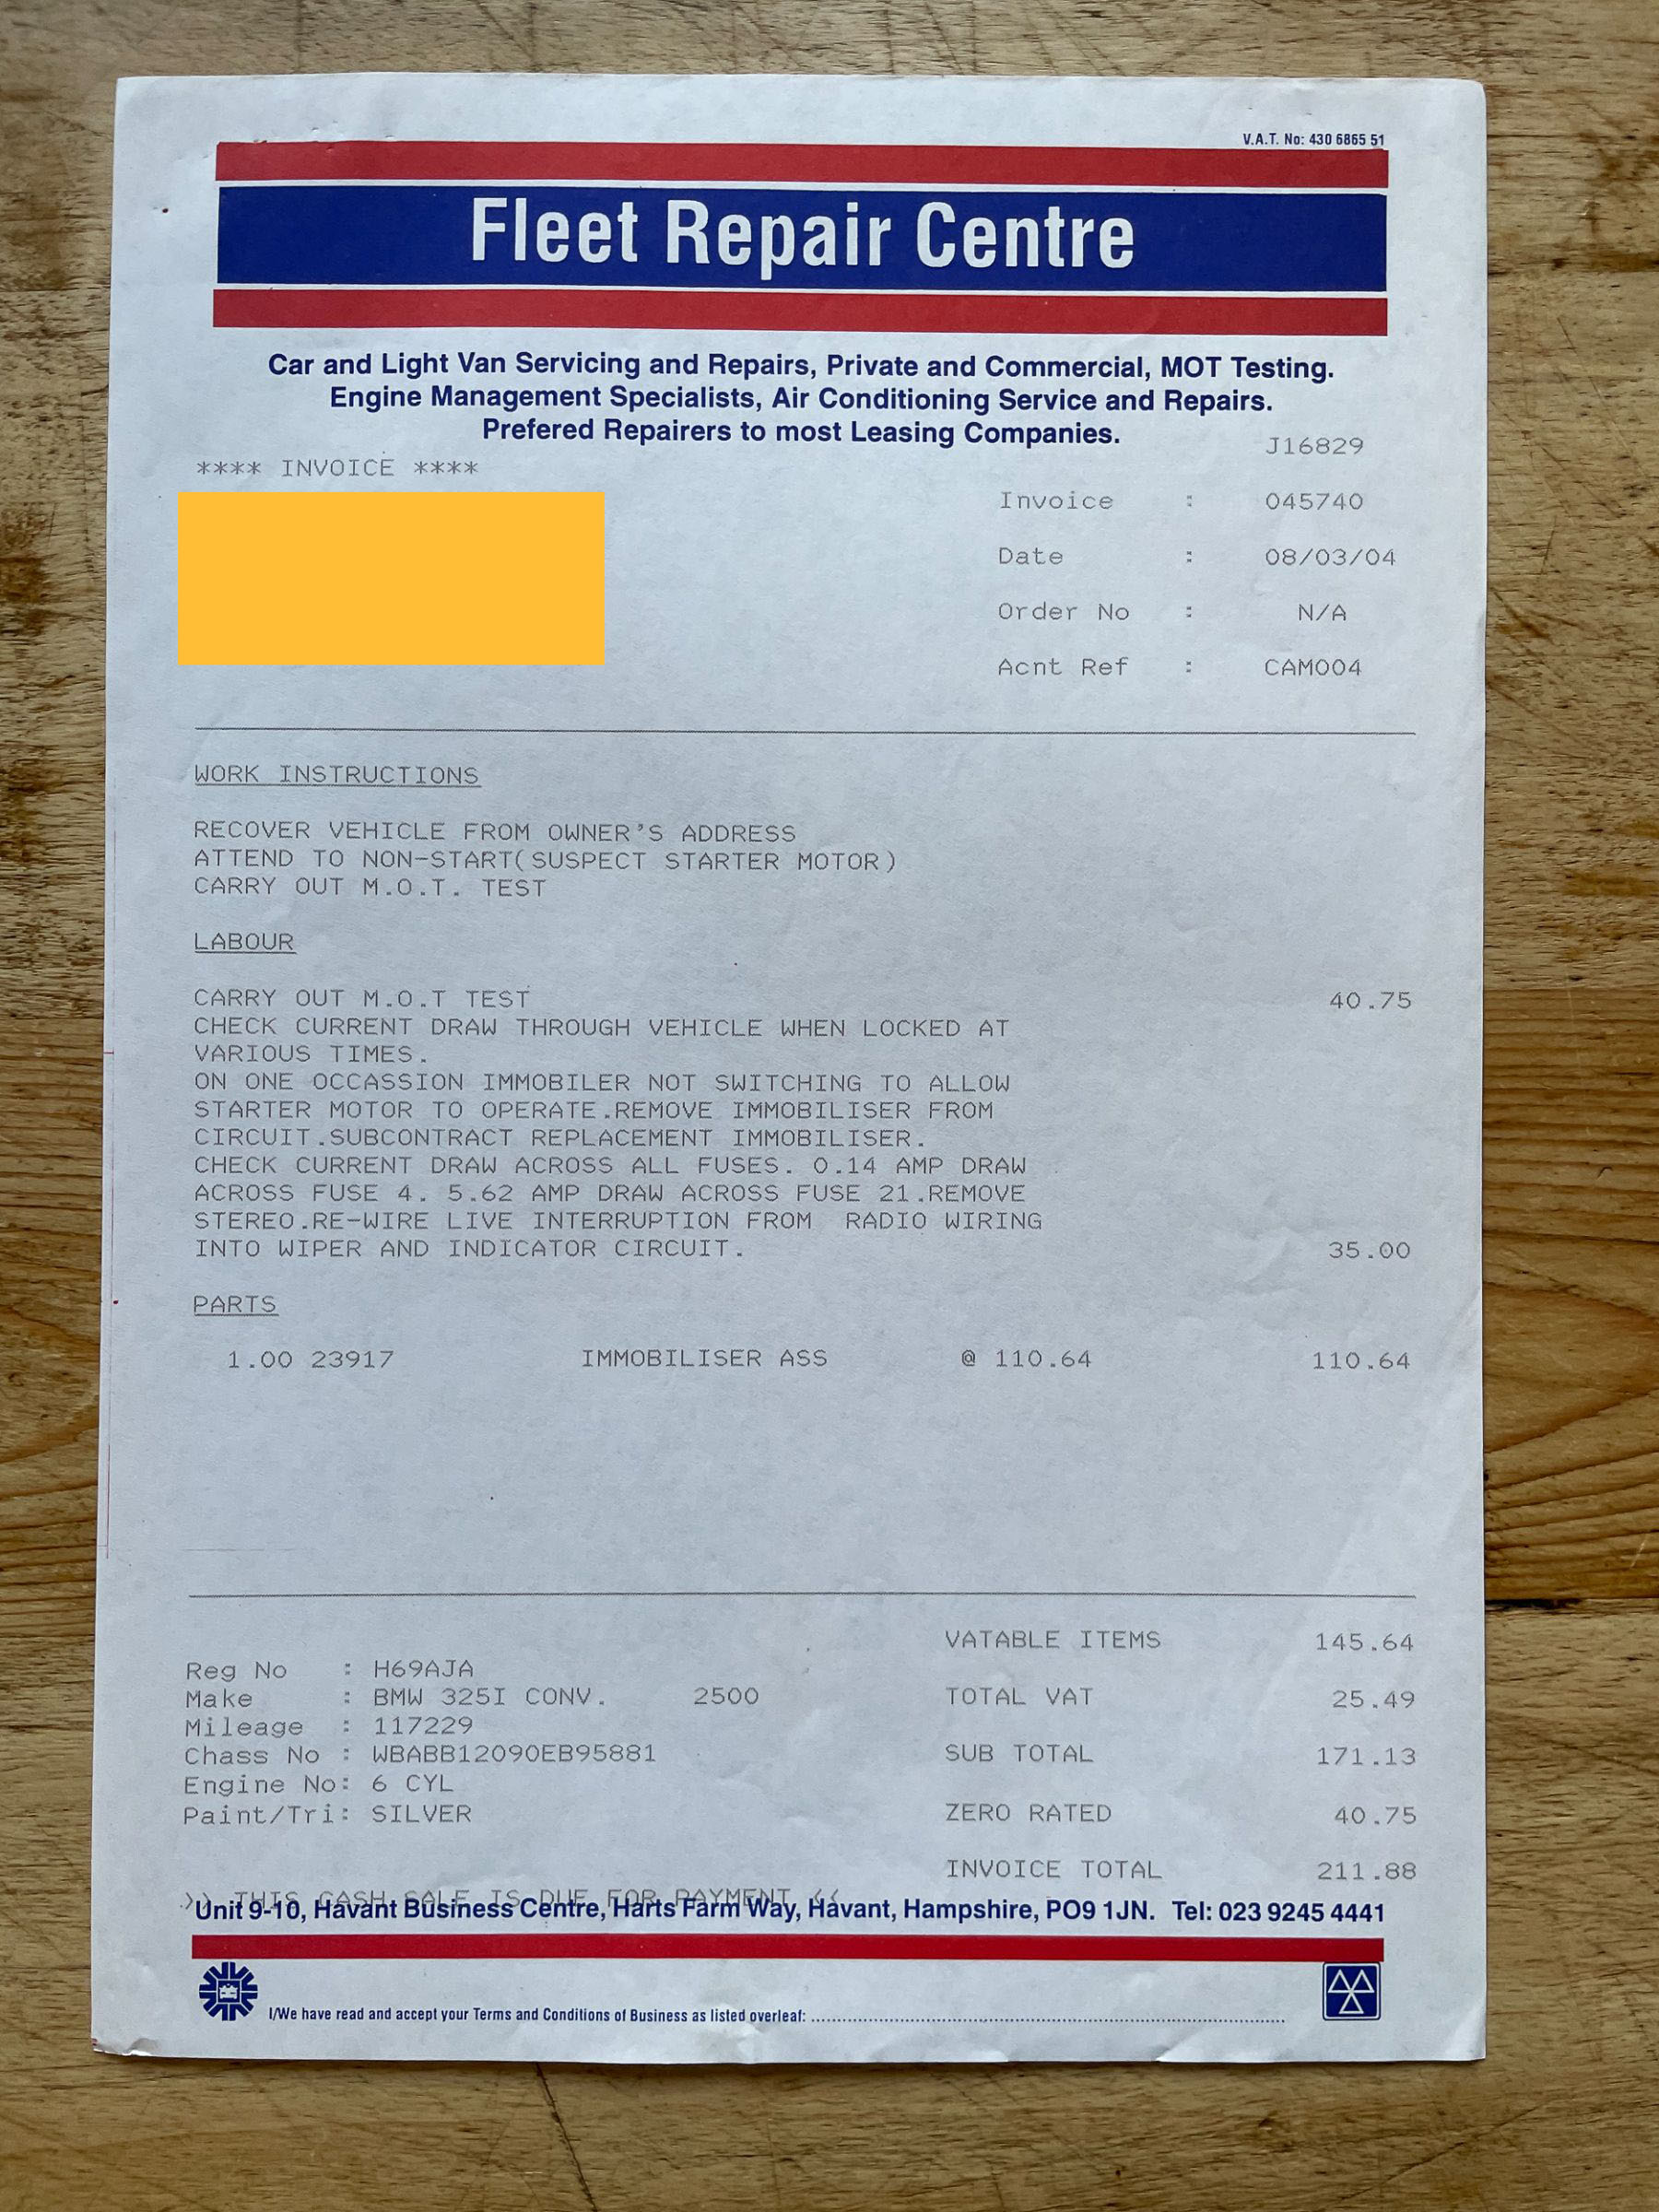 V.A.T. No: 430 6865 51
Fleet Repair Centre
Car and Light Van Servicing and Repairs, Private and Commercial, MOT Testing.
Engine Management Specialists, Air Conditioning Service and Repairs.
Prefered Repairers to most Leasing Companies.
J16829
**** INVOICE ****
Invoice : 045740
Date : 08/03/04
Order No : N/A
Acnt Ref : CAM004
WORK INSTRUCTIONS
RECOVER VEHICLE FROM OWNER'S ADDRESS
ATTEND TO NON-START(SUSPECT STARTER MOTOR)
CARRY OUT M.O.T. TEST
LABOUR
CARRY OUT M.O.T TEST 40.75
CHECK CURRENT DRAW THROUGH VEHICLE WHEN LOCKED AT
VARIOUS TIMES.
ON ONE OCCASSION IMMOBILER NOT SWITCHING TO ALLOW
STARTER MOTOR TO OPERATE.REMOVE IMMOBILISER FROM
CIRCUIT.SUBCONTRACT REPLACEMENT IMMOBILISER.
CHECK CURRENT DRAW ACROSS ALL FUSES. 0.14 AMP DRAW
ACROSS FUSE 4. 5.62 AMP DRAW ACROSS FUSE 21.REMOVE
STEREO.RE-WIRE LIVE INTERRUPTION FROM RADIO WIRING
INTO WIPER AND INDICATOR CIRCUIT. 35.00
PARTS
1.00 23917 IMMOBILISER ASS @ 110.64 110.64
VATABLE ITEMS 145.64
Reg No : H69AJA
Make : BMW 325I CONV. 2500 TOTAL VAT 25.49
Mileage : 117229
Chass No : WBABB12090EB95881 SUB TOTAL 171.13
Engine No: 6 CYL
Paint/Tri: SILVER ZERO RATED 40.75
INVOICE TOTAL 211.88
>> THIS CASH SALE IS DUE FOR PAYMENT <<
Unit 9-10, Havant Business Centre, Harts Farm Way, Havant, Hampshire, PO9 1JN. Tel: 023 9245 4441
I/We have read and accept your Terms and Conditions of Business as listed overleaf: